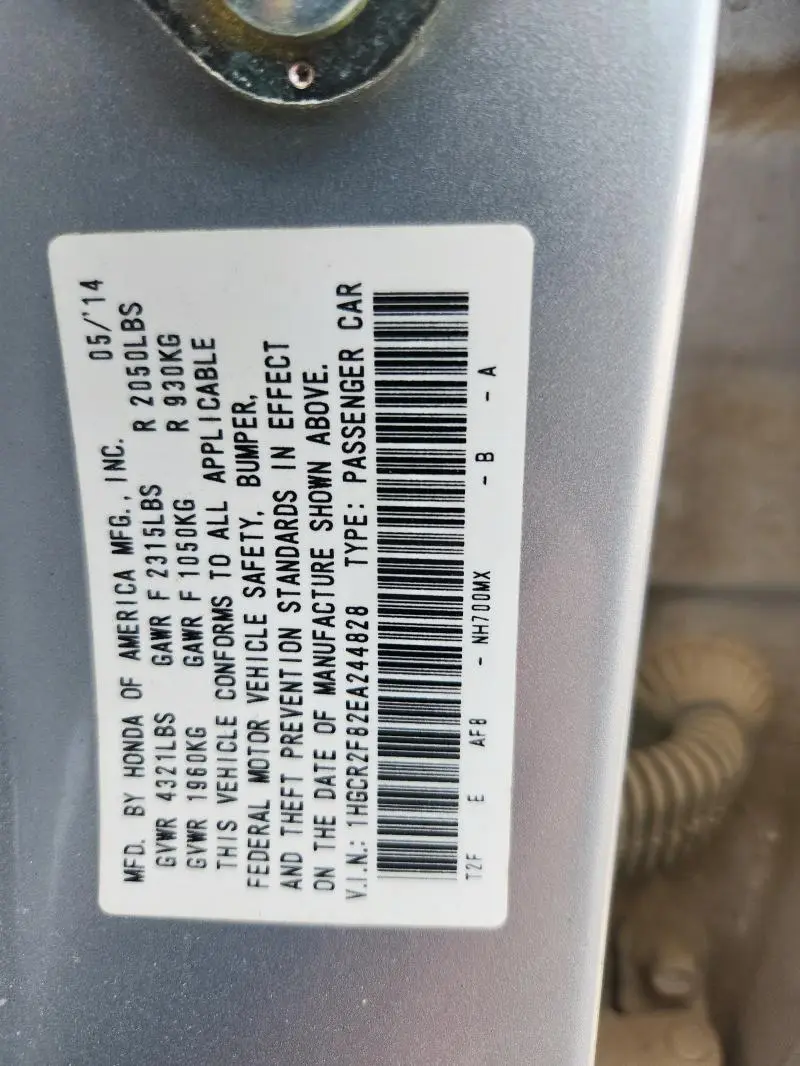 MFD. BY HONDA OF AMERICA MFG., INC. 05/'14
GVWR 4321LBS GAWR F 2315LBS R 2050LBS
GVWR 1960KG GAWR F 1050KG R 930KG
THIS VEHICLE CONFORMS TO ALL APPLICABLE
FEDERAL MOTOR VEHICLE SAFETY, BUMPER,
AND THEFT PREVENTION STANDARDS IN EFFECT
ON THE DATE OF MANUFACTURE SHOWN ABOVE.
V.I.N.: 1HGCR2F82EA244828 TYPE: PASSENGER CAR
T2F E AF8 - NH700MX - B - A